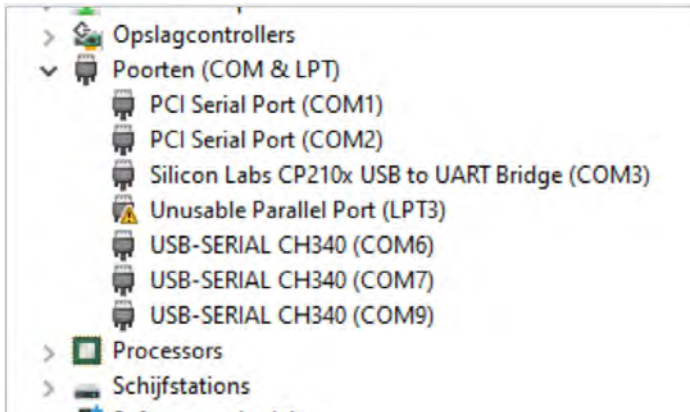 Opslagcontrollers
Poorten (COM & LPT)
PCI Serial Port (COM1)
PCI Serial Port (COM2)
Silicon Labs CP210x USB to UART Bridge (COM3)
Unusable Parallel Port (LPT3)
USB-SERIAL CH340 (COM6)
USB-SERIAL CH340 (COM7)
USB-SERIAL CH340 (COM9)
Processors
Schijfstations